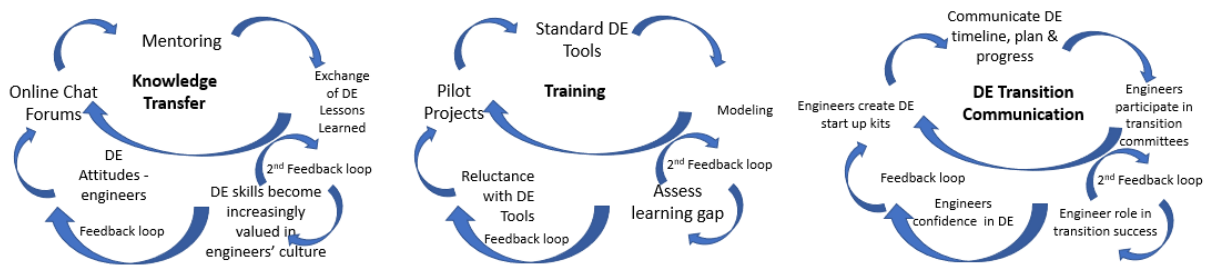 Mentoring
Online Chat
Forums
Knowledge
Transfer
Exchange
of DE
Lessons
Learned
DE
Attitudes -
engineers
2nd Feedback loop
DE skills become
increasingly
valued in
engineers' culture
Feedback loop
Standard DE
Tools
Pilot
Projects
Training
Modeling
Reluctance
with DE
Tools
2nd Feedback loop
Assess
learning gap
Feedback loop
Communicate DE
timeline, plan &
progress
Engineers create DE
start up kits
DE Transition
Communication
Engineers
participate in
transition
committees
Feedback loop
2nd Feedback loop
Engineers
confidence in DE
Engineer role in
transition success